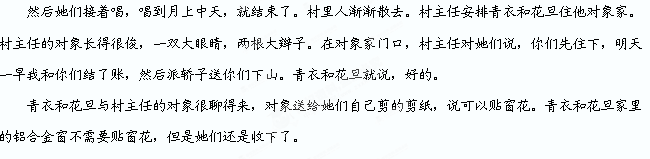 然后她们接着唱，唱到月上中天，就结束了。村里人渐渐散去。村主任安排青衣和花旦住他对象家。
村主任的对象长得很俊，一双大眼睛，两根大辫子。在对象家门口，村主任对她们说，你们先住下，明天
一早我和你们结了账，然后派轿子送你们下山。青衣和花旦就说，好的。
青衣和花旦与村主任的对象很聊得来，对象送给她们自己剪的剪纸，说可以贴窗花。青衣和花旦家里
的铝合金窗不需要贴窗花，但是她们还是收下了。